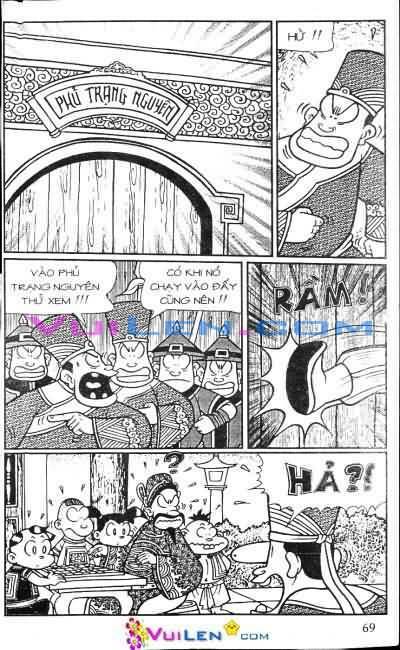 PHỦ TRẠNG NGUYÊN
HỪ !!
VÀO PHỦ
TRẠNG NGUYÊN
THỬ XEM !!!
CÓ KHI NÓ
CHẠY VÀO ĐẤY
CŨNG NÊN !!
RẦM!
VUILEN.COM
?
HẢ?!
69
VUILEN.COM